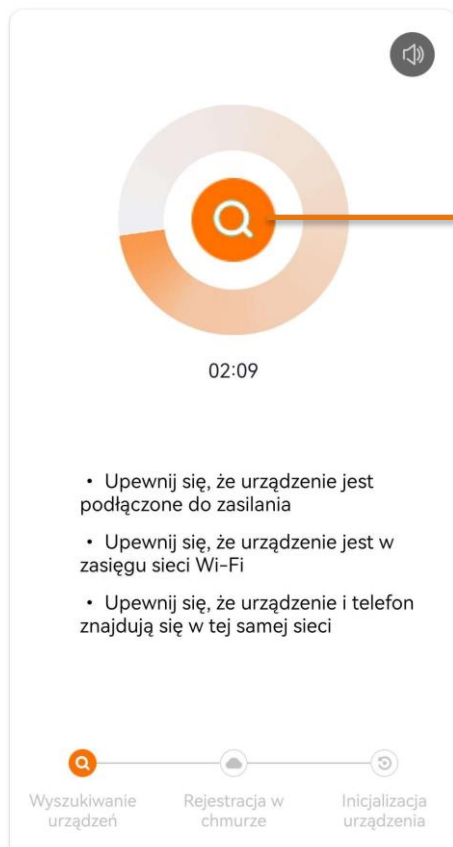 02:09
• Upewnij się, że urządzenie jest
podłączone do zasilania
• Upewnij się, że urządzenie jest w
zasięgu sieci Wi-Fi
• Upewnij się, że urządzenie i telefon
znajdują się w tej samej sieci
Wyszukiwanie
urządzeń
Rejestracja w
chmurze
Inicjalizacja
urządzenia